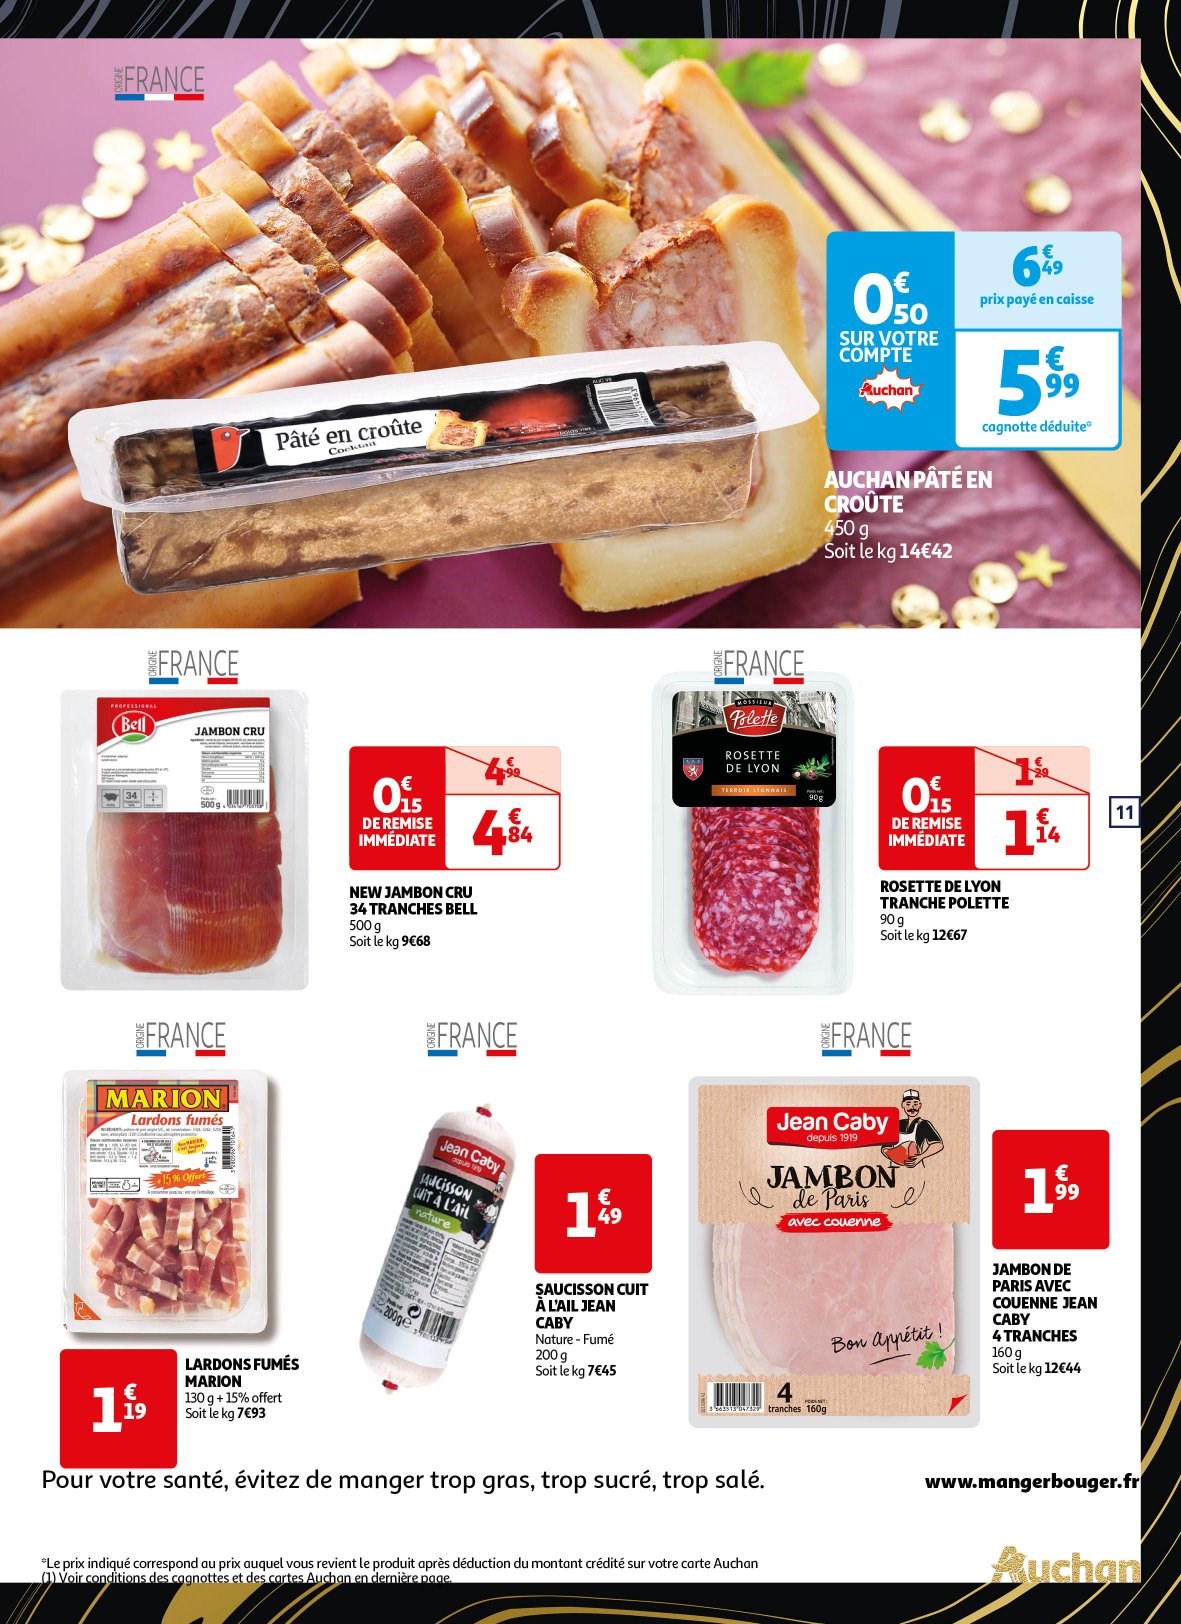 ORIGINE FRANCE
0€50
SUR VOTRE
COMPTE
Auchan
6€49
prix payé en caisse
5€99
cagnotte déduite*
Pâté en croûte
Cocktail
AUCHAN PÂTÉ EN
CROÛTE
450 g
Soit le kg 14€42
ORIGINE FRANCE
PROFESSIONAL
Bell
JAMBON CRU
34
500 g
0€15
DE REMISE
IMMÉDIATE
4€99
4€84
NEW JAMBON CRU
34 TRANCHES BELL
500 g
Soit le kg 9€68
ORIGINE FRANCE
MONSIEUR
Polette
ROSETTE
DE LYON
TERROIR LYONNAIS
90g
0€15
DE REMISE
IMMÉDIATE
1€29
1€14
ROSETTE DE LYON
TRANCHE POLETTE
90 g
Soit le kg 12€67
11
ORIGINE FRANCE
MARION
Lardons fumés
+15% Offert
1€19
LARDONS FUMÉS
MARION
130 g + 15% offert
Soit le kg 7€93
ORIGINE FRANCE
Jean Caby
depuis 1919
SAUCISSON
CUIT À L'AIL
nature
200g
1€49
SAUCISSON CUIT
À L'AIL JEAN
CABY
Nature - Fumé
200 g
Soit le kg 7€45
ORIGINE FRANCE
Jean Caby
depuis 1919
JAMBON
de Paris
avec couenne
Bon appétit !
4
tranches
160g
3 663513 047329
1€99
JAMBON DE
PARIS AVEC
COUENNE JEAN
CABY
4 TRANCHES
160 g
Soit le kg 12€44
Pour votre santé, évitez de manger trop gras, trop sucré, trop salé.
www.mangerbouger.fr
*Le prix indiqué correspond au prix auquel vous revient le produit après déduction du montant crédité sur votre carte Auchan
(1) Voir conditions des cagnottes et des cartes Auchan en dernière page.
Auchan